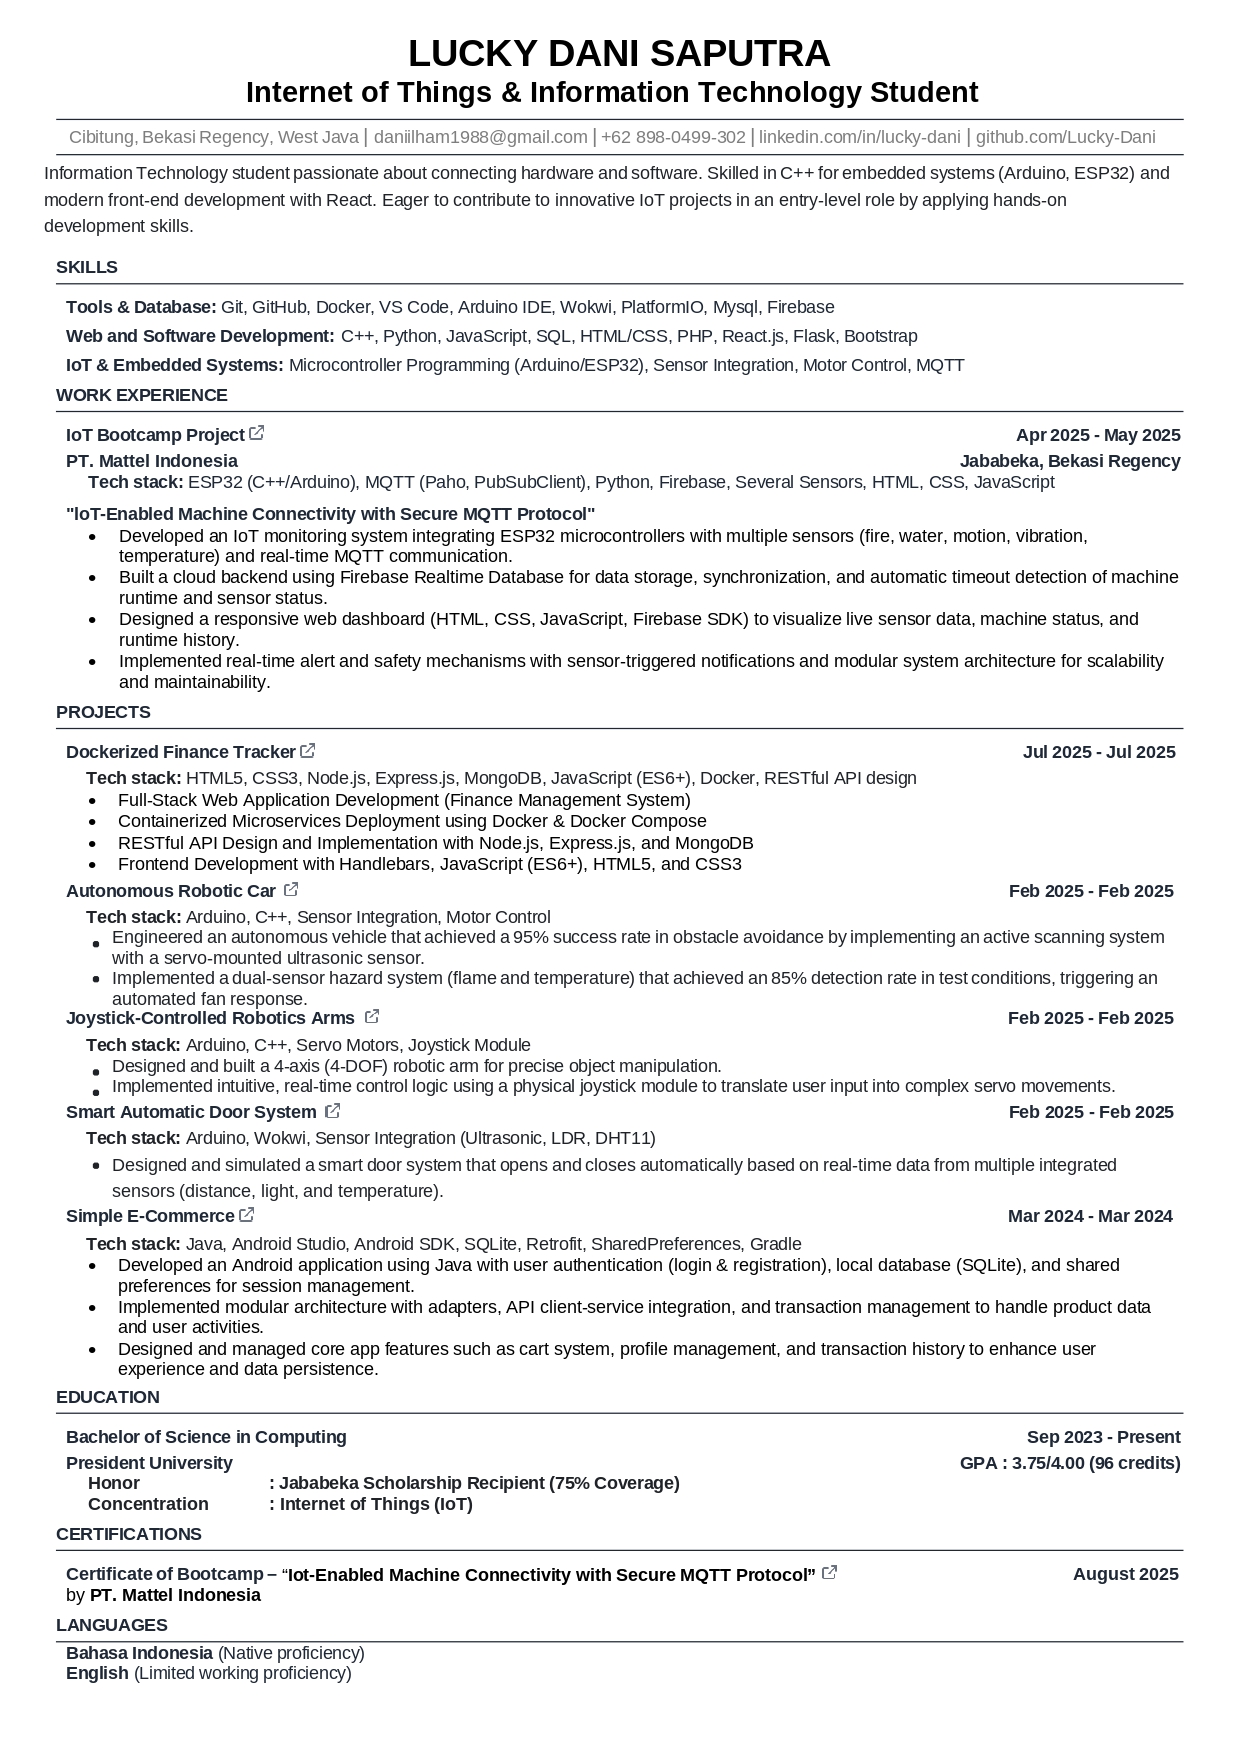 LUCKY DANI SAPUTRA
Internet of Things & Information Technology Student
Cibitung, Bekasi Regency, West Java | daniilham1988@gmail.com | +62 898-0499-302 | linkedin.com/in/lucky-dani | github.com/Lucky-Dani
Information Technology student passionate about connecting hardware and software. Skilled in C++ for embedded systems (Arduino, ESP32) and
modern front-end development with React. Eager to contribute to innovative IoT projects in an entry-level role by applying hands-on
development skills.
SKILLS
Tools & Database: Git, GitHub, Docker, VS Code, Arduino IDE, Wokwi, PlatformIO, Mysql, Firebase
Web and Software Development: C++, Python, JavaScript, SQL, HTML/CSS, PHP, React.js, Flask, Bootstrap
IoT & Embedded Systems: Microcontroller Programming (Arduino/ESP32), Sensor Integration, Motor Control, MQTT
WORK EXPERIENCE
IoT Bootcamp Project Apr 2025 - May 2025
PT. Mattel Indonesia Jababeka, Bekasi Regency
Tech stack: ESP32 (C++/Arduino), MQTT (Paho, PubSubClient), Python, Firebase, Several Sensors, HTML, CSS, JavaScript
"IoT-Enabled Machine Connectivity with Secure MQTT Protocol"
• Developed an IoT monitoring system integrating ESP32 microcontrollers with multiple sensors (fire, water, motion, vibration,
temperature) and real-time MQTT communication.
• Built a cloud backend using Firebase Realtime Database for data storage, synchronization, and automatic timeout detection of machine
runtime and sensor status.
• Designed a responsive web dashboard (HTML, CSS, JavaScript, Firebase SDK) to visualize live sensor data, machine status, and
runtime history.
• Implemented real-time alert and safety mechanisms with sensor-triggered notifications and modular system architecture for scalability
and maintainability.
PROJECTS
Dockerized Finance Tracker Jul 2025 - Jul 2025
Tech stack: HTML5, CSS3, Node.js, Express.js, MongoDB, JavaScript (ES6+), Docker, RESTful API design
• Full-Stack Web Application Development (Finance Management System)
• Containerized Microservices Deployment using Docker & Docker Compose
• RESTful API Design and Implementation with Node.js, Express.js, and MongoDB
• Frontend Development with Handlebars, JavaScript (ES6+), HTML5, and CSS3
Autonomous Robotic Car Feb 2025 - Feb 2025
Tech stack: Arduino, C++, Sensor Integration, Motor Control
• Engineered an autonomous vehicle that achieved a 95% success rate in obstacle avoidance by implementing an active scanning system
with a servo-mounted ultrasonic sensor.
• Implemented a dual-sensor hazard system (flame and temperature) that achieved an 85% detection rate in test conditions, triggering an
automated fan response.
Joystick-Controlled Robotics Arms Feb 2025 - Feb 2025
Tech stack: Arduino, C++, Servo Motors, Joystick Module
• Designed and built a 4-axis (4-DOF) robotic arm for precise object manipulation.
• Implemented intuitive, real-time control logic using a physical joystick module to translate user input into complex servo movements.
Smart Automatic Door System Feb 2025 - Feb 2025
Tech stack: Arduino, Wokwi, Sensor Integration (Ultrasonic, LDR, DHT11)
• Designed and simulated a smart door system that opens and closes automatically based on real-time data from multiple integrated
sensors (distance, light, and temperature).
Simple E-Commerce Mar 2024 - Mar 2024
Tech stack: Java, Android Studio, Android SDK, SQLite, Retrofit, SharedPreferences, Gradle
• Developed an Android application using Java with user authentication (login & registration), local database (SQLite), and shared
preferences for session management.
• Implemented modular architecture with adapters, API client-service integration, and transaction management to handle product data
and user activities.
• Designed and managed core app features such as cart system, profile management, and transaction history to enhance user
experience and data persistence.
EDUCATION
Bachelor of Science in Computing Sep 2023 - Present
President University GPA : 3.75/4.00 (96 credits)
Honor : Jababeka Scholarship Recipient (75% Coverage)
Concentration : Internet of Things (IoT)
CERTIFICATIONS
Certificate of Bootcamp – “Iot-Enabled Machine Connectivity with Secure MQTT Protocol” August 2025
by PT. Mattel Indonesia
LANGUAGES
Bahasa Indonesia (Native proficiency)
English (Limited working proficiency)